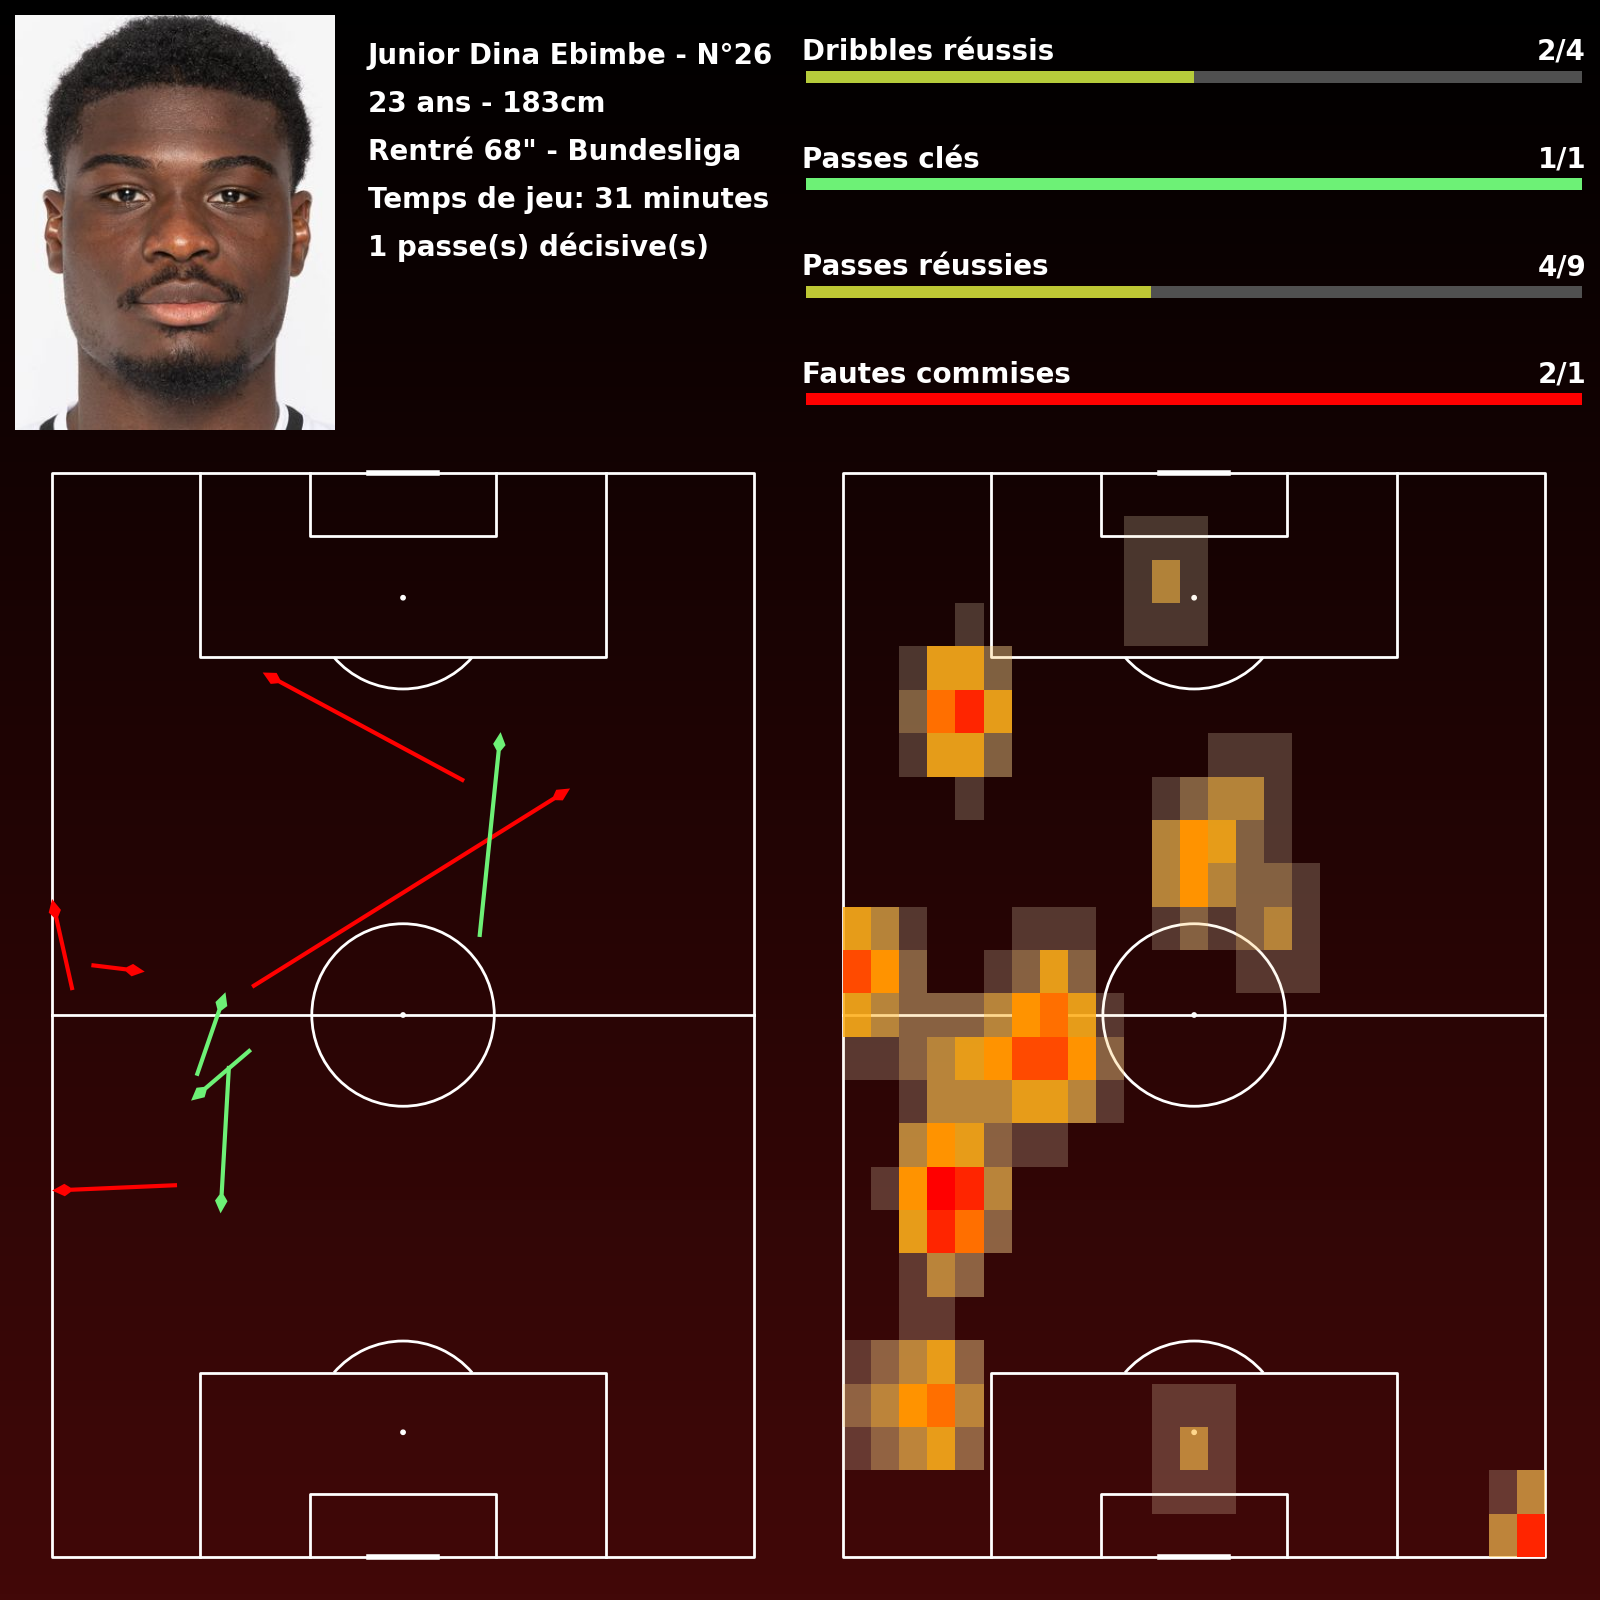 Junior Dina Ebimbe - N°26
23 ans - 183cm
Rentré 68" - Bundesliga
Temps de jeu: 31 minutes
1 passe(s) décisive(s)
Dribbles réussis 2/4
Passes clés 1/1
Passes réussies 4/9
Fautes commises 2/1